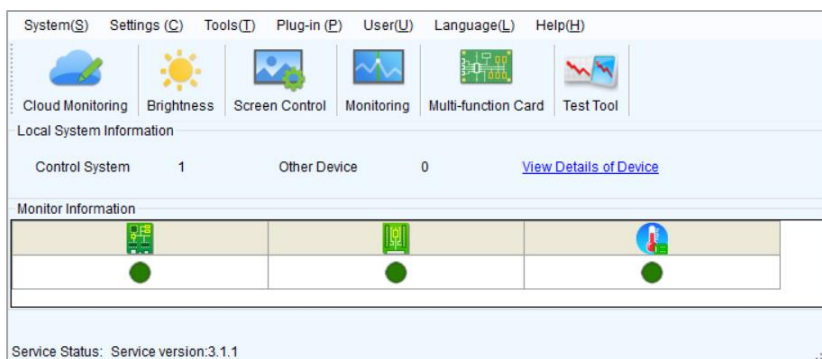 System(S) Settings (C) Tools(T) Plug-in (P) User(U) Language(L) Help(H)
Cloud Monitoring Brightness Screen Control Monitoring Multi-function Card Test Tool
Local System Information
Control System 1 Other Device 0 View Details of Device
Monitor Information
Service Status: Service version:3.1.1